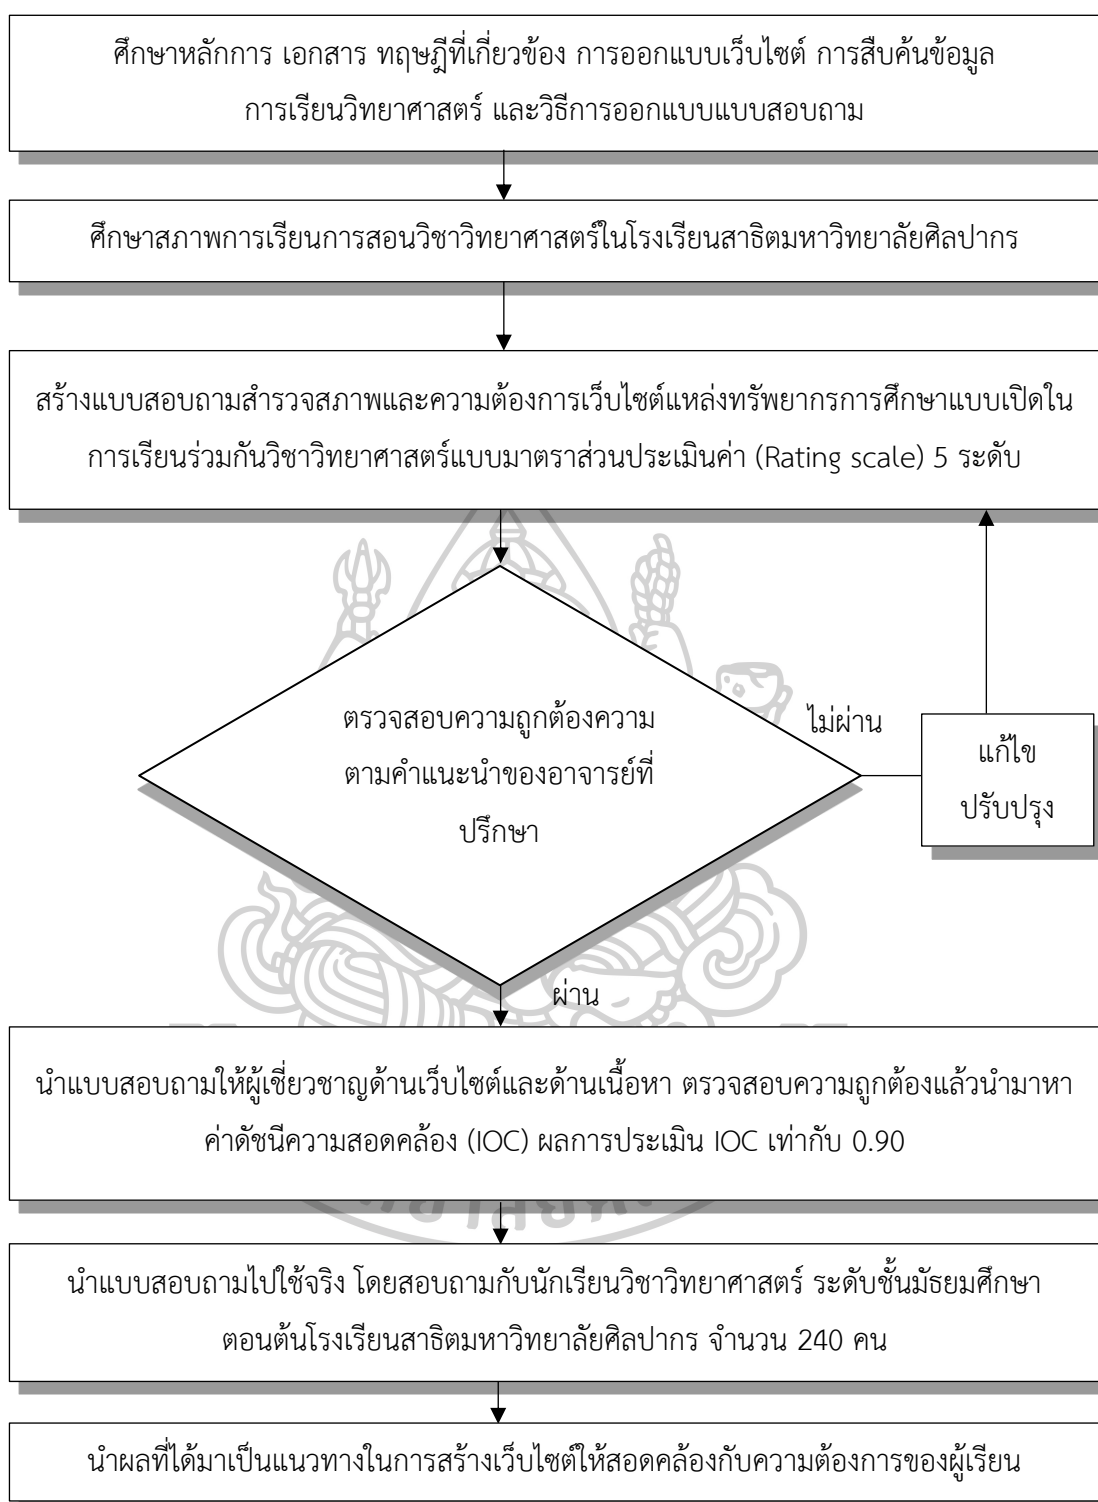 ศึกษาหลักการ เอกสาร ทฤษฎีที่เกี่ยวข้อง การออกแบบเว็บไซต์ การสืบค้นข้อมูล
การเรียนวิทยาศาสตร์ และวิธีการออกแบบแบบสอบถาม
ศึกษาสภาพการเรียนการสอนวิชาวิทยาศาสตร์ในโรงเรียนสาธิตมหาวิทยาลัยศิลปากร
สร้างแบบสอบถามสำรวจสภาพและความต้องการเว็บไซต์แหล่งทรัพยากรการศึกษาแบบเปิดใน
การเรียนร่วมกันวิชาวิทยาศาสตร์แบบมาตราส่วนประเมินค่า (Rating scale) 5 ระดับ
ตรวจสอบความถูกต้องความ
ตามคำแนะนำของอาจารย์ที่
ปรึกษา
ไม่ผ่าน
แก้ไข
ปรับปรุง
ผ่าน
นำแบบสอบถามให้ผู้เชี่ยวชาญด้านเว็บไซต์และด้านเนื้อหา ตรวจสอบความถูกต้องแล้วนำมาหา
ค่าดัชนีความสอดคล้อง (IOC) ผลการประเมิน IOC เท่ากับ 0.90
นำแบบสอบถามไปใช้จริง โดยสอบถามกับนักเรียนวิชาวิทยาศาสตร์ ระดับชั้นมัธยมศึกษา
ตอนต้นโรงเรียนสาธิตมหาวิทยาลัยศิลปากร จำนวน 240 คน
นำผลที่ได้มาเป็นแนวทางในการสร้างเว็บไซต์ให้สอดคล้องกับความต้องการของผู้เรียน